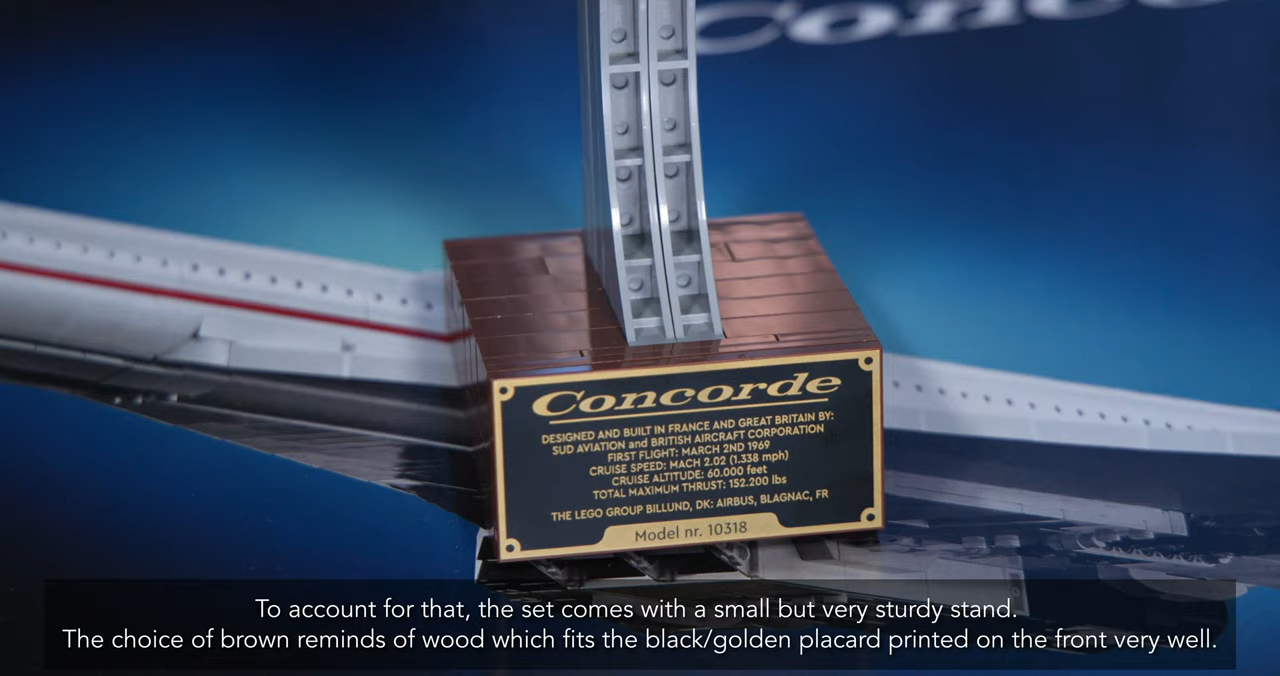 Conc
Concorde
DESIGNED AND BUILT IN FRANCE AND GREAT BRITAIN BY:
SUD AVIATION and BRITISH AIRCRAFT CORPORATION
FIRST FLIGHT: MARCH 2ND 1969
CRUISE SPEED: MACH 2.02 (1.338 mph)
CRUISE ALTITUDE: 60.000 feet
TOTAL MAXIMUM THRUST: 152.200 lbs
THE LEGO GROUP BILLUND, DK: AIRBUS, BLAGNAC, FR
Model nr. 10318
To account for that, the set comes with a small but very sturdy stand.
The choice of brown reminds of wood which fits the black/golden placard printed on the front very well.